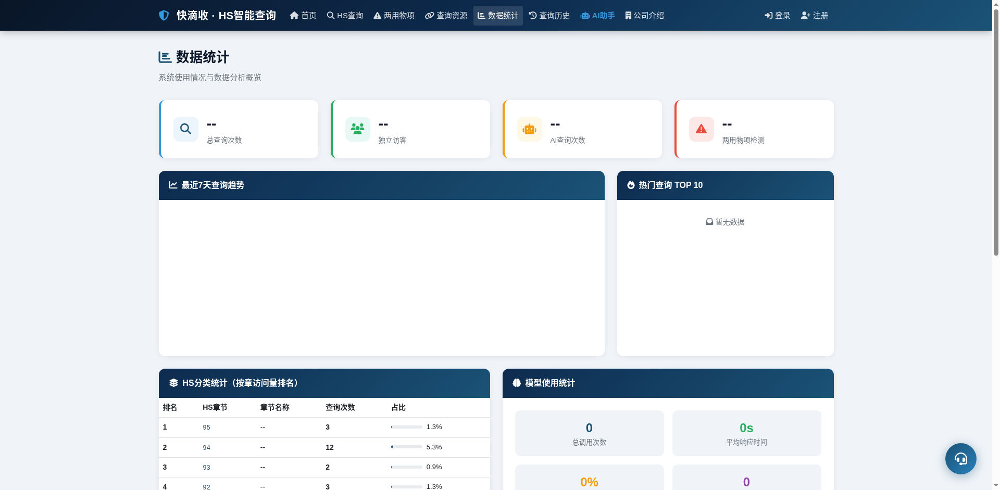 快滴收 · HS智能查询 首页 HS查询 两用物项 查询资源 数据统计 查询历史 AI助手 公司介绍 登录 注册
数据统计
系统使用情况与数据分析概览
--
总查询次数
--
独立访客
--
AI查询次数
--
两用物项检测
最近7天查询趋势
热门查询 TOP 10
暂无数据
HS分类统计（按章访问量排名）
排名 HS章节 章节名称 查询次数 占比
1 95 -- 3 1.3%
2 94 -- 12 5.3%
3 93 -- 2 0.9%
4 92 -- 3 1.3%
模型使用统计
0
总调用次数
0s
平均响应时间
0%
0